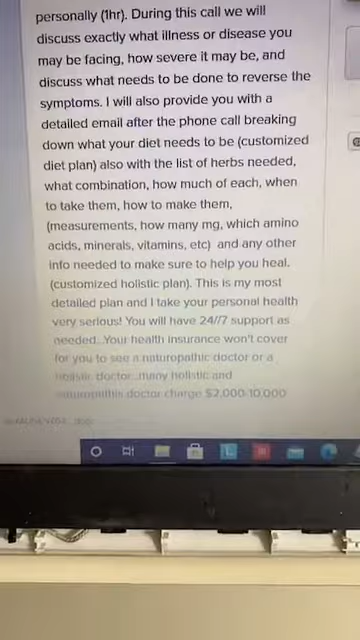 personally (1hr). During this call we will
discuss exactly what illness or disease you
may be facing, how severe it may be, and
discuss what needs to be done to reverse the
symptoms. I will also provide you with a
detailed email after the phone call breaking
down what your diet needs to be (customized
diet plan) also with the list of herbs needed,
what combination, how much of each, when
to take them, how to make them,
(measurements, how many mg, which amino
acids, minerals, vitamins, etc) and any other
info needed to make sure to help you heal.
(customized holistic plan). This is my most
detailed plan and I take your personal health
very serious! You will have 24//7 support as
needed...Your health insurance won't cover
for you to see a naturopathic doctor or a
holistic doctor...many holistic and
doctor charge $2,000-10,000